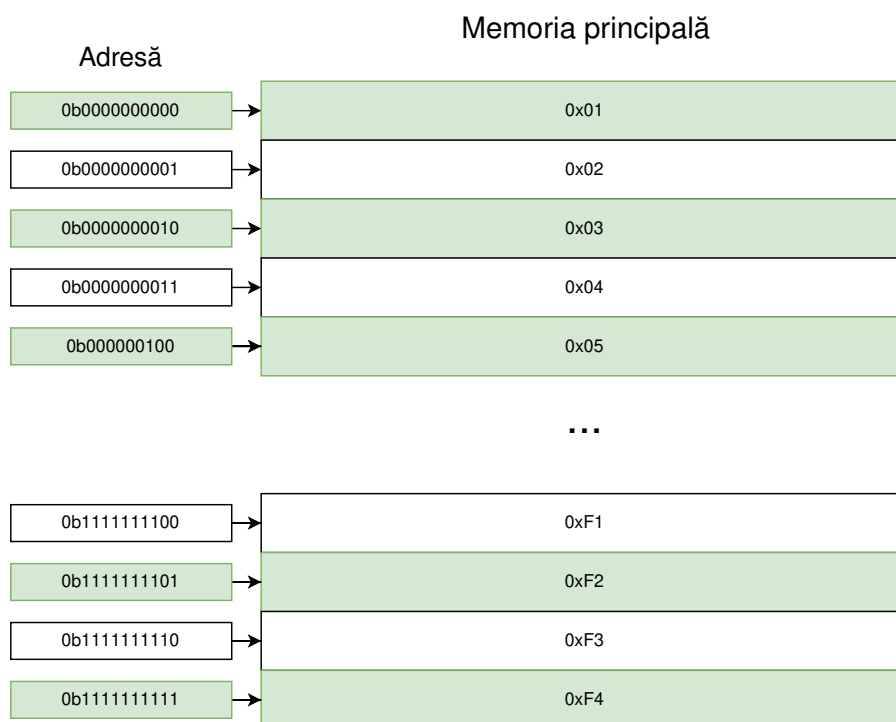 Memoria principală
Adresă
0b0000000000 0x01
0b0000000001 0x02
0b0000000010 0x03
0b0000000011 0x04
0b000000100 0x05
...
0b1111111100 0xF1
0b1111111101 0xF2
0b1111111110 0xF3
0b1111111111 0xF4